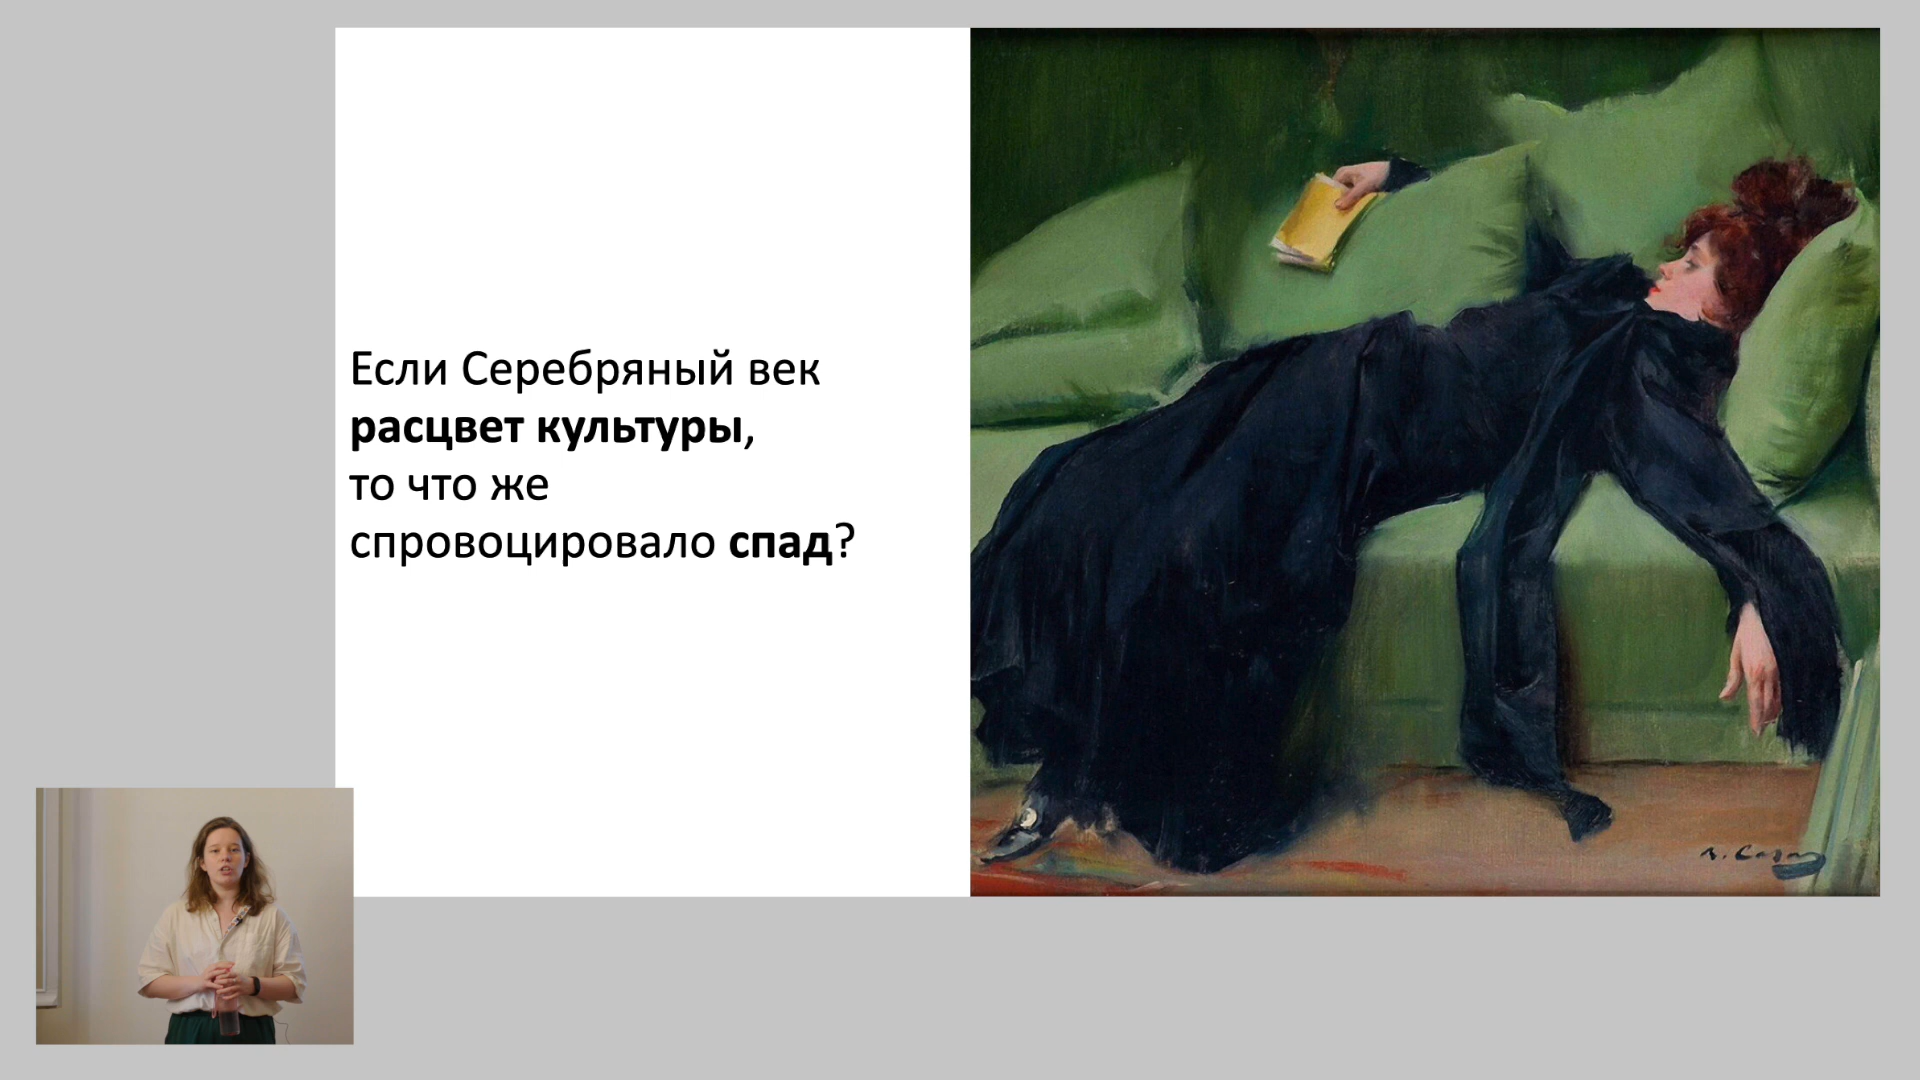 Если Серебряный век
расцвет культуры,
то что же
спровоцировало спад?